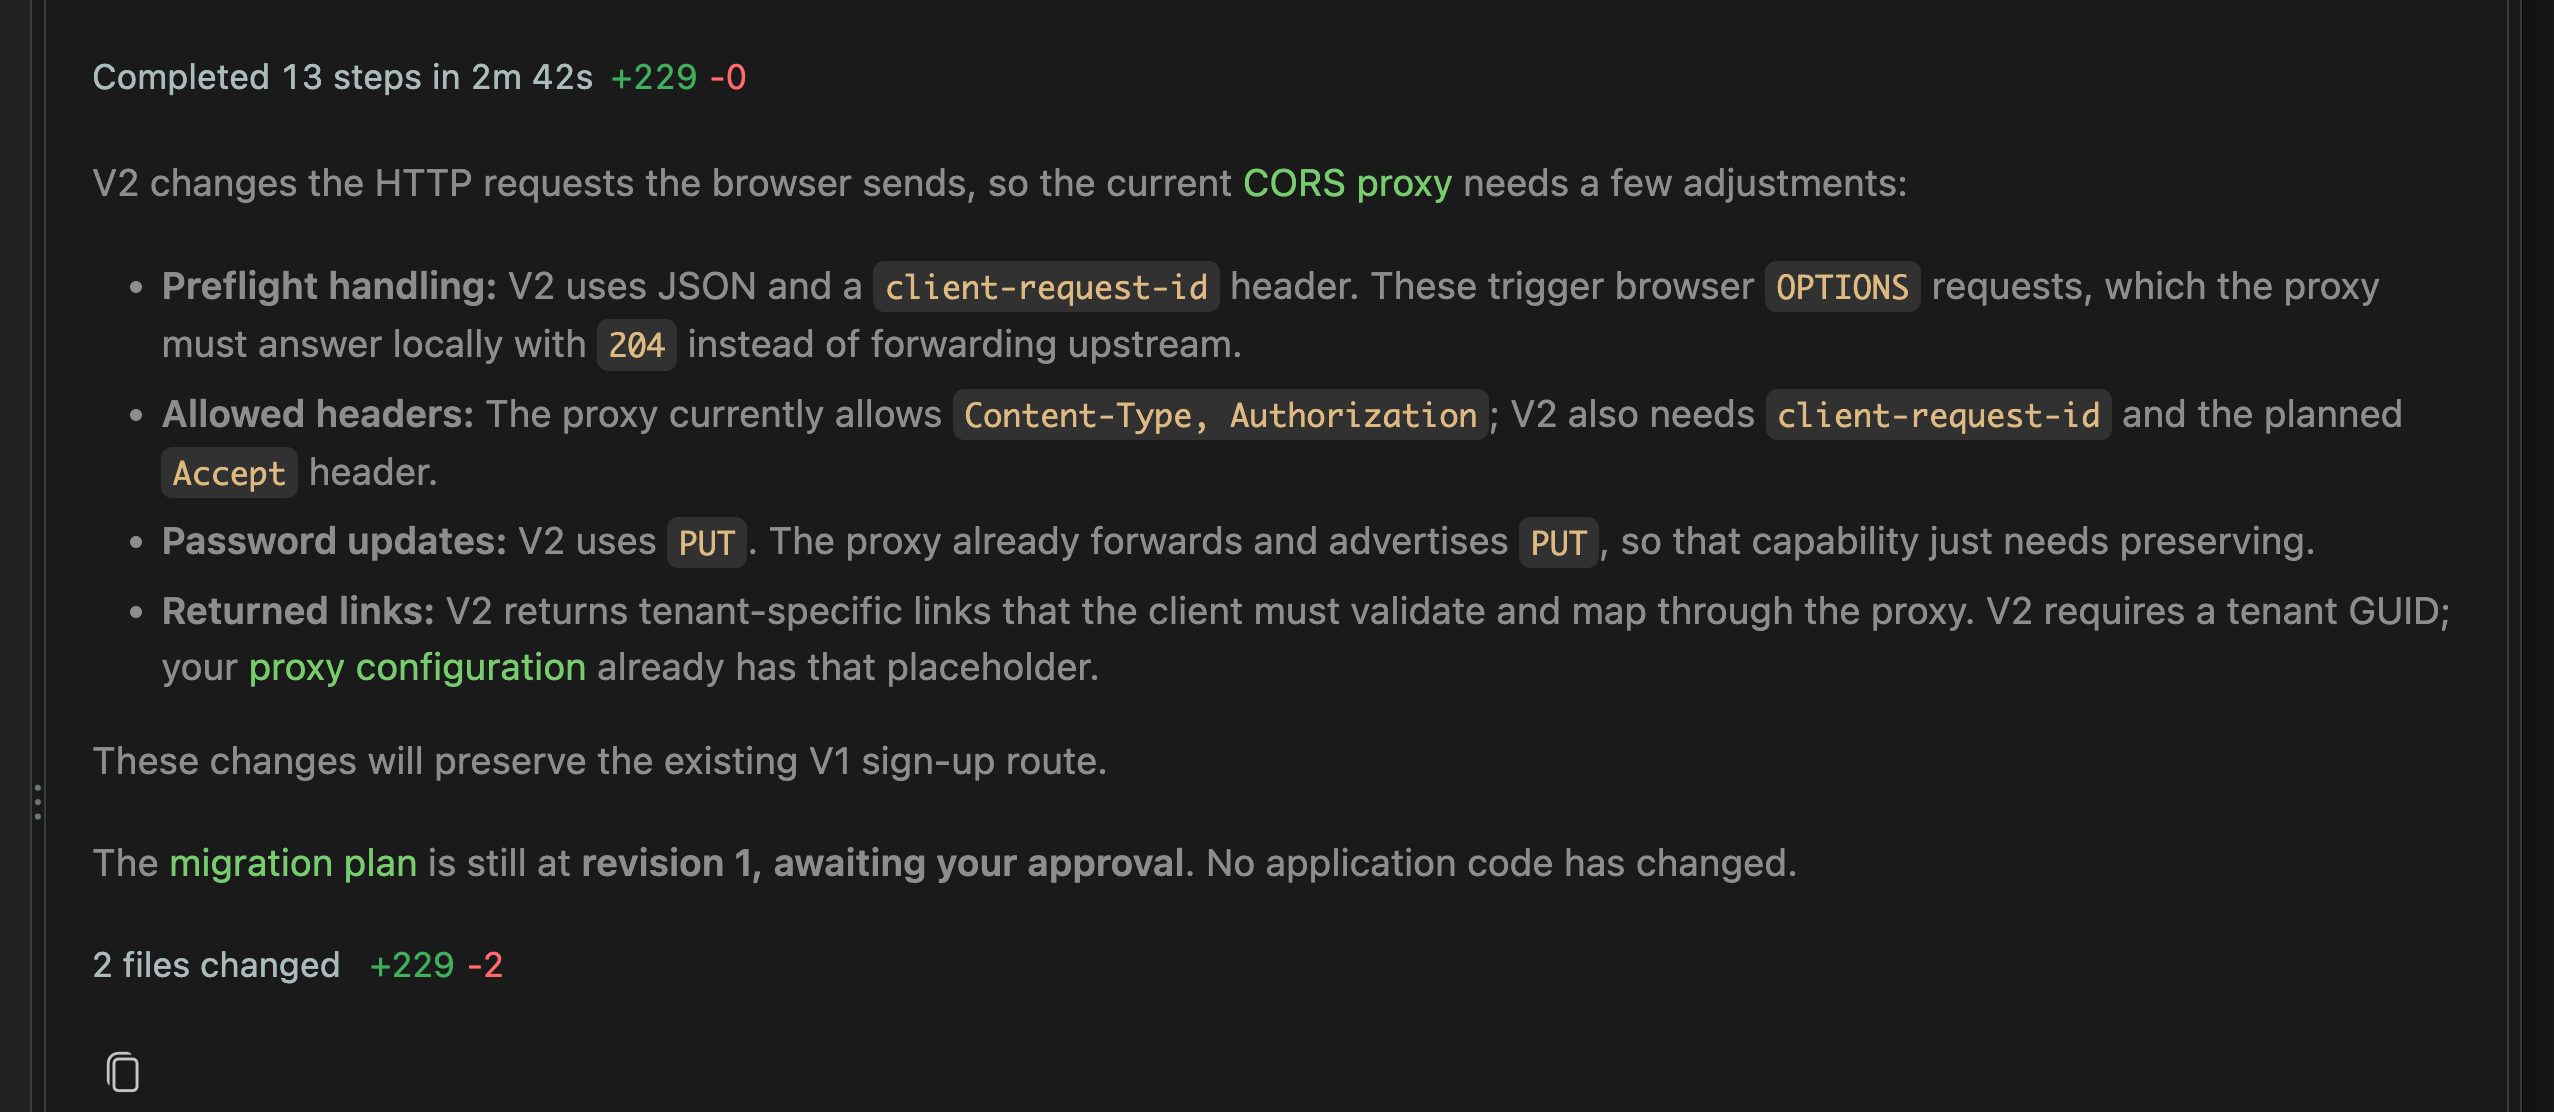 Completed 13 steps in 2m 42s +229 -0
V2 changes the HTTP requests the browser sends, so the current CORS proxy needs a few adjustments:
• Preflight handling: V2 uses JSON and a client-request-id header. These trigger browser OPTIONS requests, which the proxy
must answer locally with 204 instead of forwarding upstream.
• Allowed headers: The proxy currently allows Content-Type, Authorization; V2 also needs client-request-id and the planned
Accept header.
• Password updates: V2 uses PUT. The proxy already forwards and advertises PUT, so that capability just needs preserving.
• Returned links: V2 returns tenant-specific links that the client must validate and map through the proxy. V2 requires a tenant GUID;
your proxy configuration already has that placeholder.
These changes will preserve the existing V1 sign-up route.
The migration plan is still at revision 1, awaiting your approval. No application code has changed.
2 files changed +229 -2